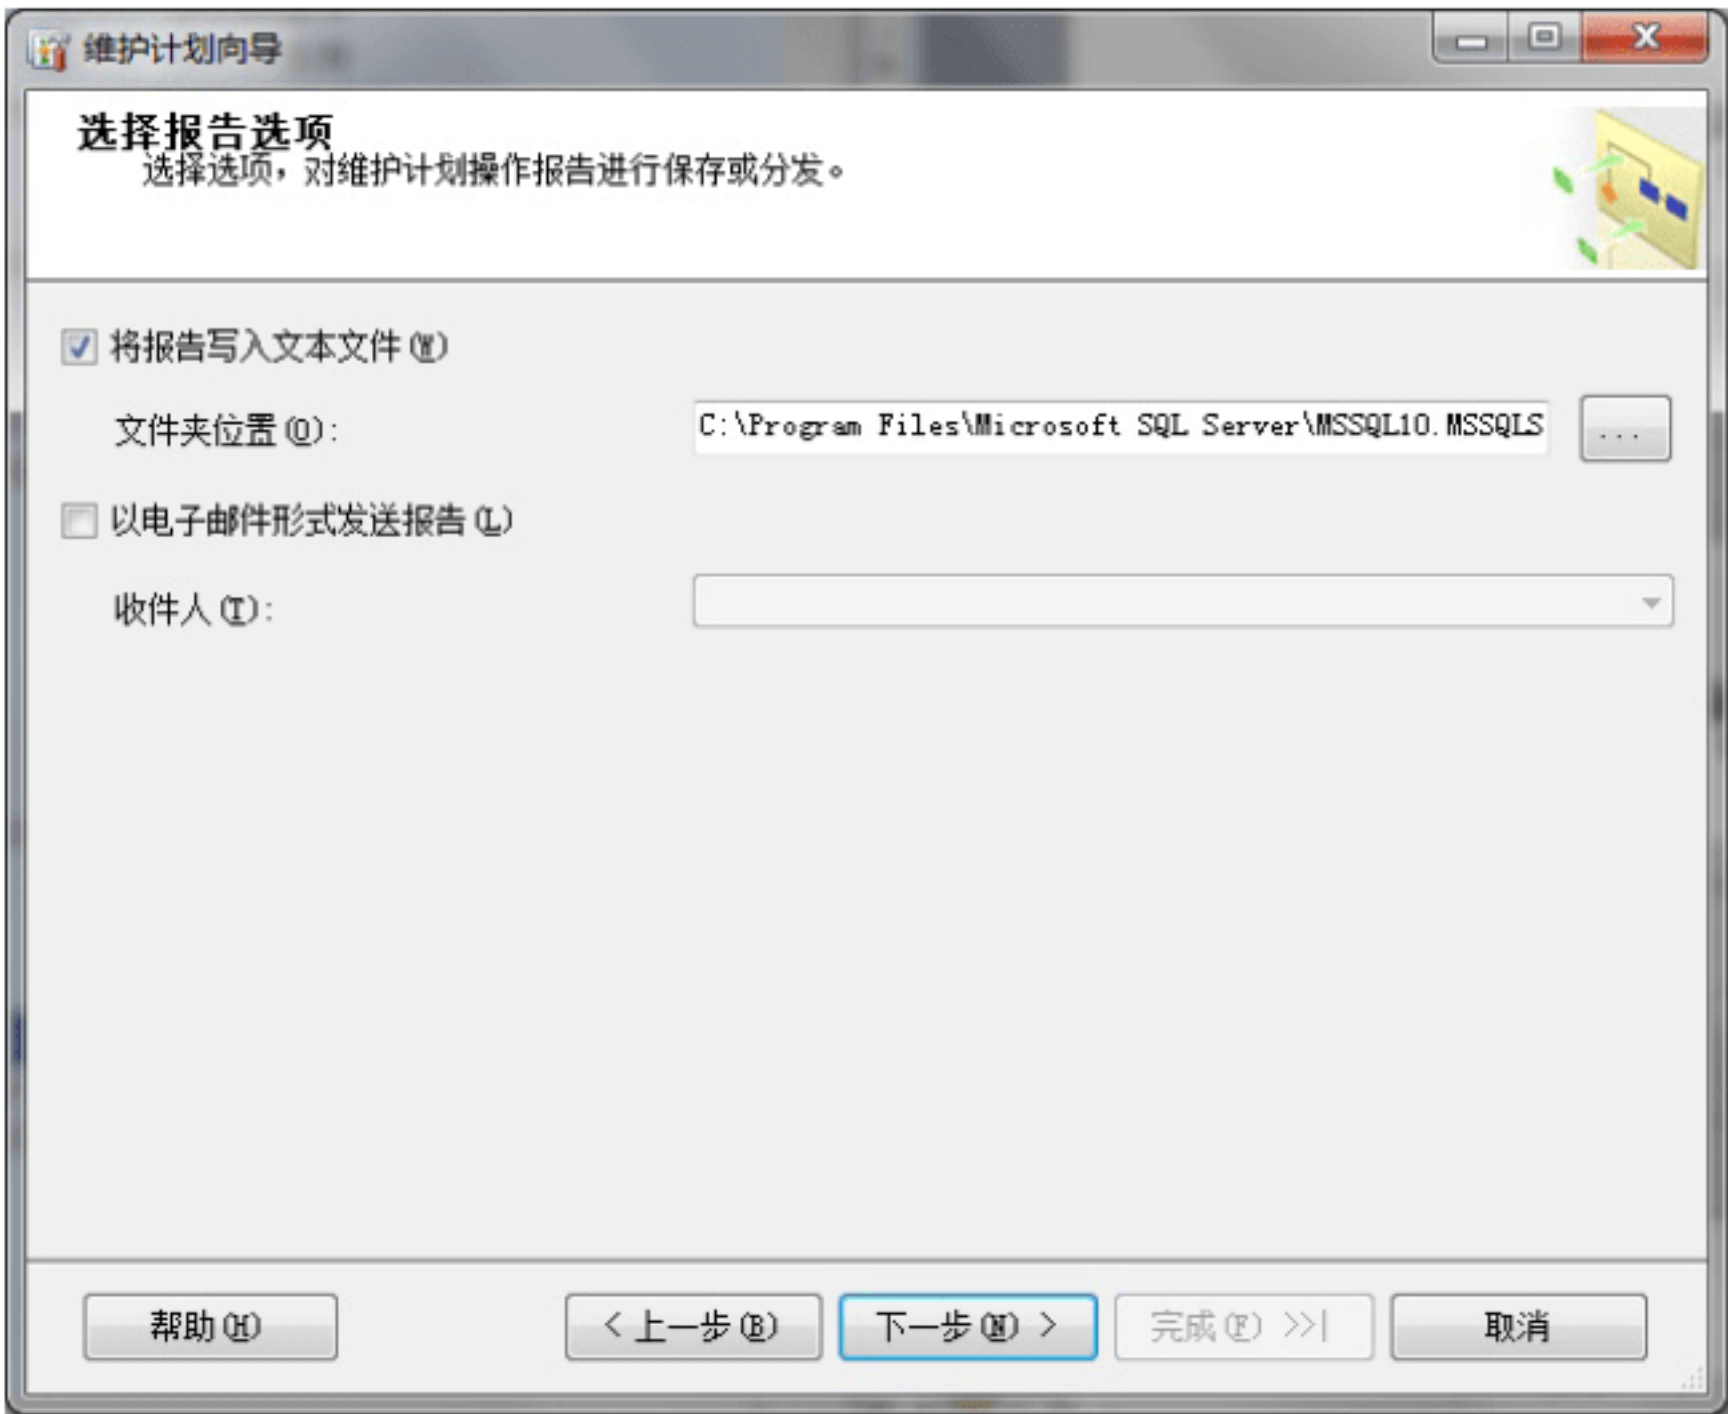 维护计划向导
选择报告选项
选择选项，对维护计划操作报告进行保存或分发。
将报告写入文本文件(W)
文件夹位置(O):
C:\Program Files\Microsoft SQL Server\MSSQL10.MSSQLS
...
以电子邮件形式发送报告(L)
收件人(T):
帮助(H)
< 上一步(B)
下一步(N) >
完成(F) >>|
取消